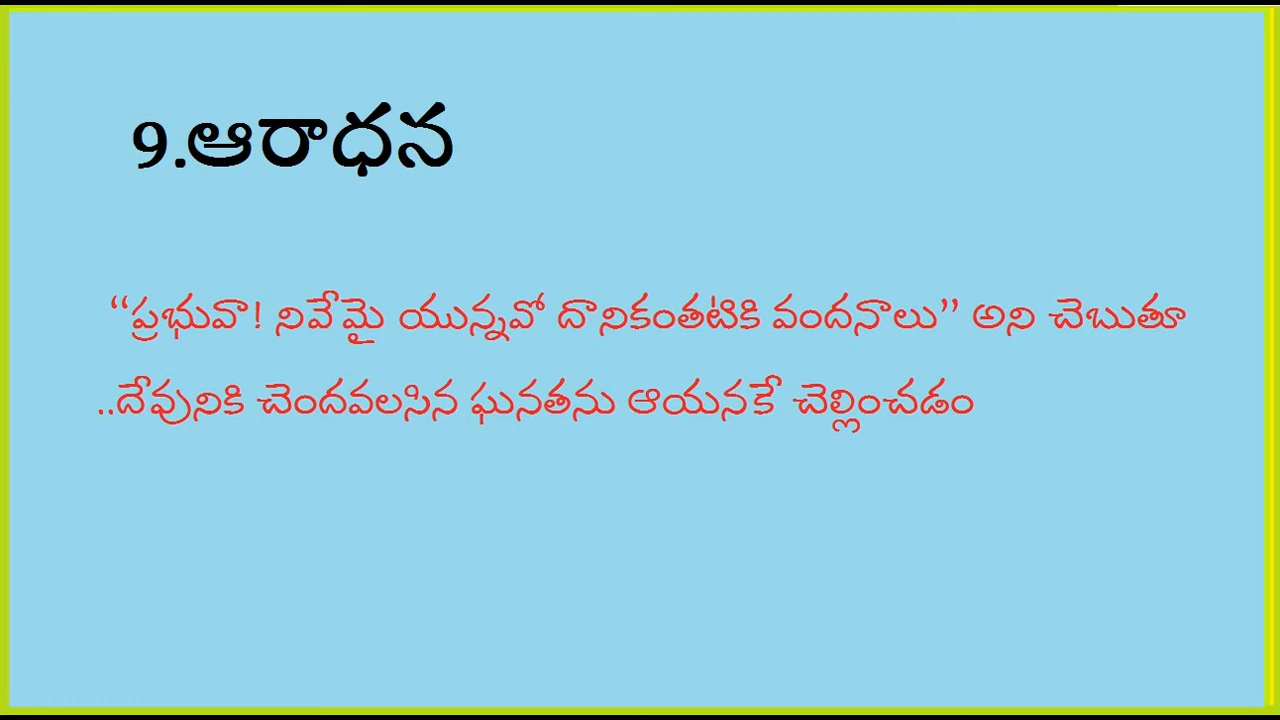 9.ఆరాధన
“ప్రభువా! నివేమై యున్నవో దానికంతటికి వందనాలు” అని చెబుతూ
..దేవునికి చెందవలసిన ఘనతను ఆయనకే చెల్లించడం